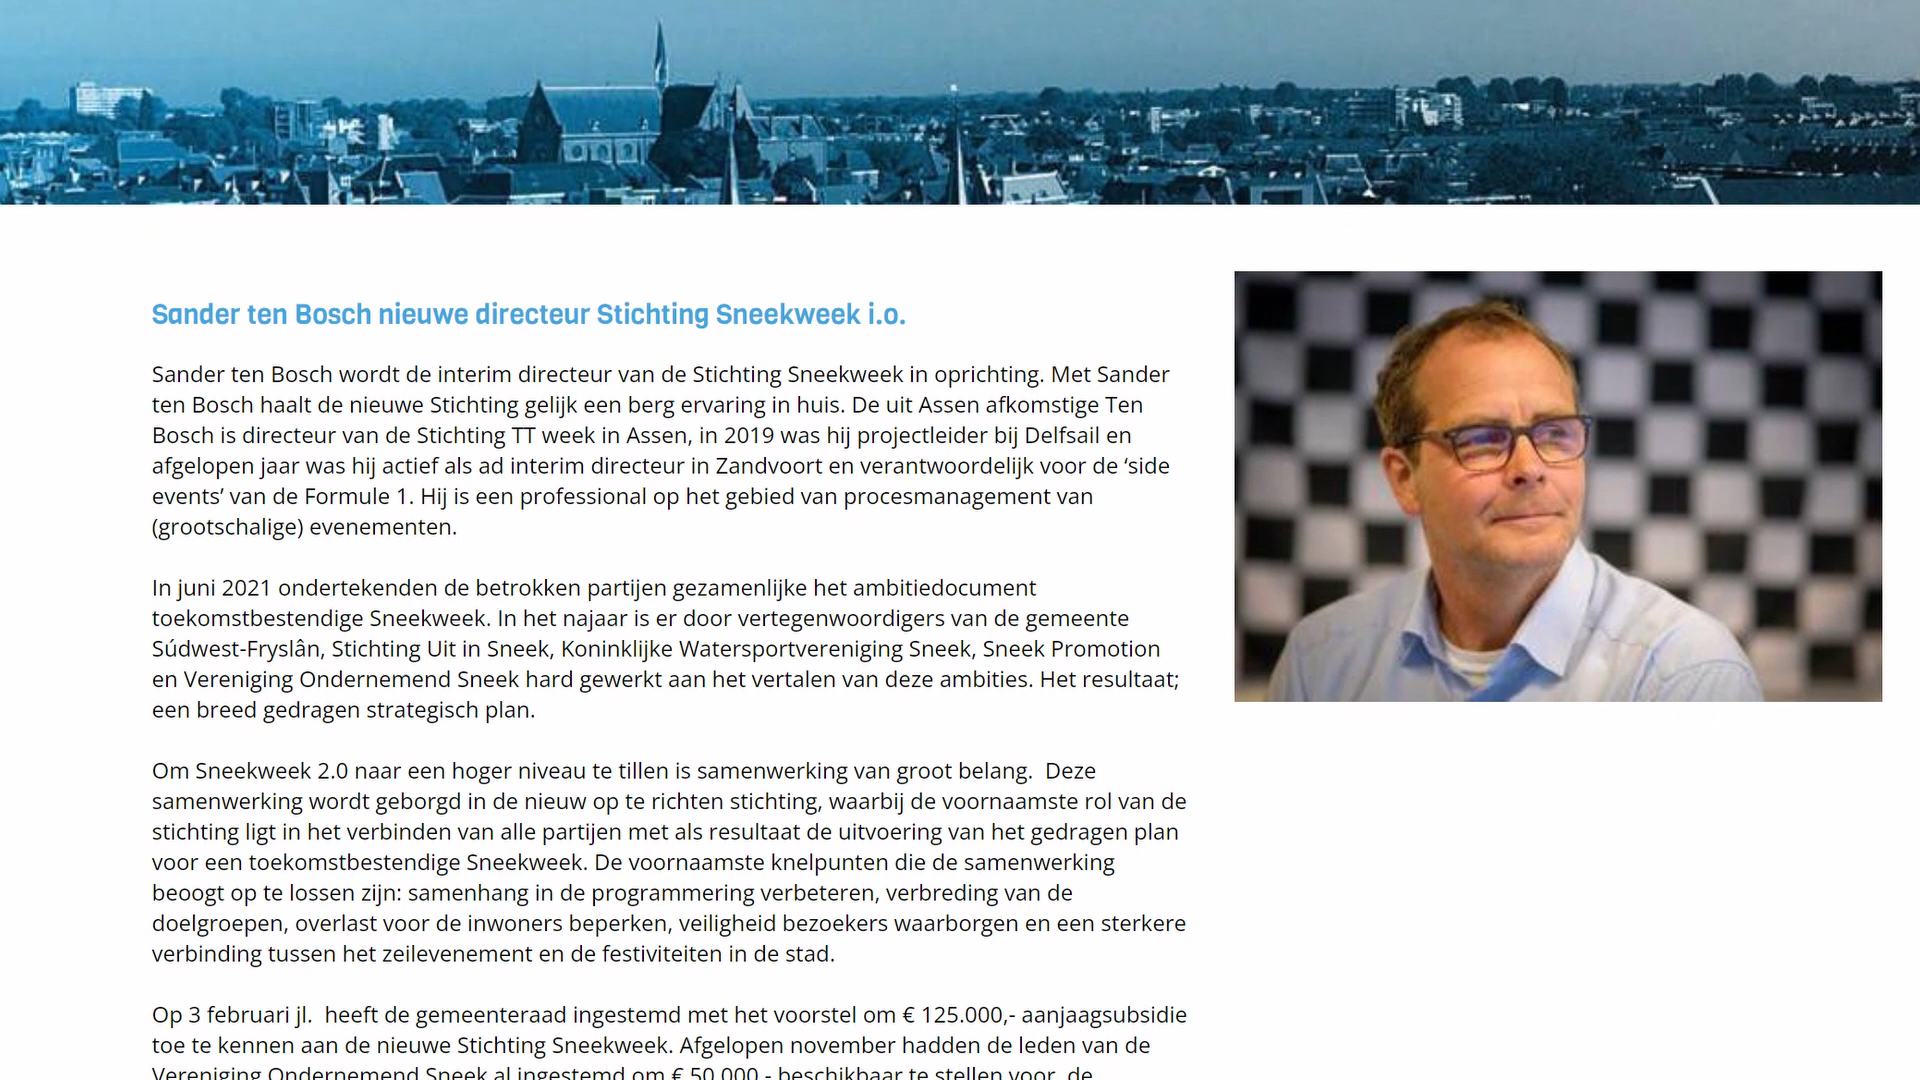 Sander ten Bosch nieuwe directeur Stichting Sneekweek i.o.
Sander ten Bosch wordt de interim directeur van de Stichting Sneekweek in oprichting. Met Sander
ten Bosch haalt de nieuwe Stichting gelijk een berg ervaring in huis. De uit Assen afkomstige Ten
Bosch is directeur van de Stichting TT week in Assen, in 2019 was hij projectleider bij Delfsail en
afgelopen jaar was hij actief als ad interim directeur in Zandvoort en verantwoordelijk voor de ‘side
events’ van de Formule 1. Hij is een professional op het gebied van procesmanagement van
(grootschalige) evenementen.
In juni 2021 ondertekenden de betrokken partijen gezamenlijke het ambitiedocument
toekomstbestendige Sneekweek. In het najaar is er door vertegenwoordigers van de gemeente
Súdwest-Fryslân, Stichting Uit in Sneek, Koninklijke Watersportvereniging Sneek, Sneek Promotion
en Vereniging Ondernemend Sneek hard gewerkt aan het vertalen van deze ambities. Het resultaat;
een breed gedragen strategisch plan.
Om Sneekweek 2.0 naar een hoger niveau te tillen is samenwerking van groot belang.  Deze
samenwerking wordt geborgd in de nieuw op te richten stichting, waarbij de voornaamste rol van de
stichting ligt in het verbinden van alle partijen met als resultaat de uitvoering van het gedragen plan
voor een toekomstbestendige Sneekweek. De voornaamste knelpunten die de samenwerking
beoogt op te lossen zijn: samenhang in de programmering verbeteren, verbreding van de
doelgroepen, overlast voor de inwoners beperken, veiligheid bezoekers waarborgen en een sterkere
verbinding tussen het zeilevenement en de festiviteiten in de stad.
Op 3 februari jl.  heeft de gemeenteraad ingestemd met het voorstel om € 125.000,- aanjaagsubsidie
toe te kennen aan de nieuwe Stichting Sneekweek. Afgelopen november hadden de leden van de
Vereniging Ondernemend Sneek al ingestemd om € 50.000,- beschikbaar te stellen voor  de